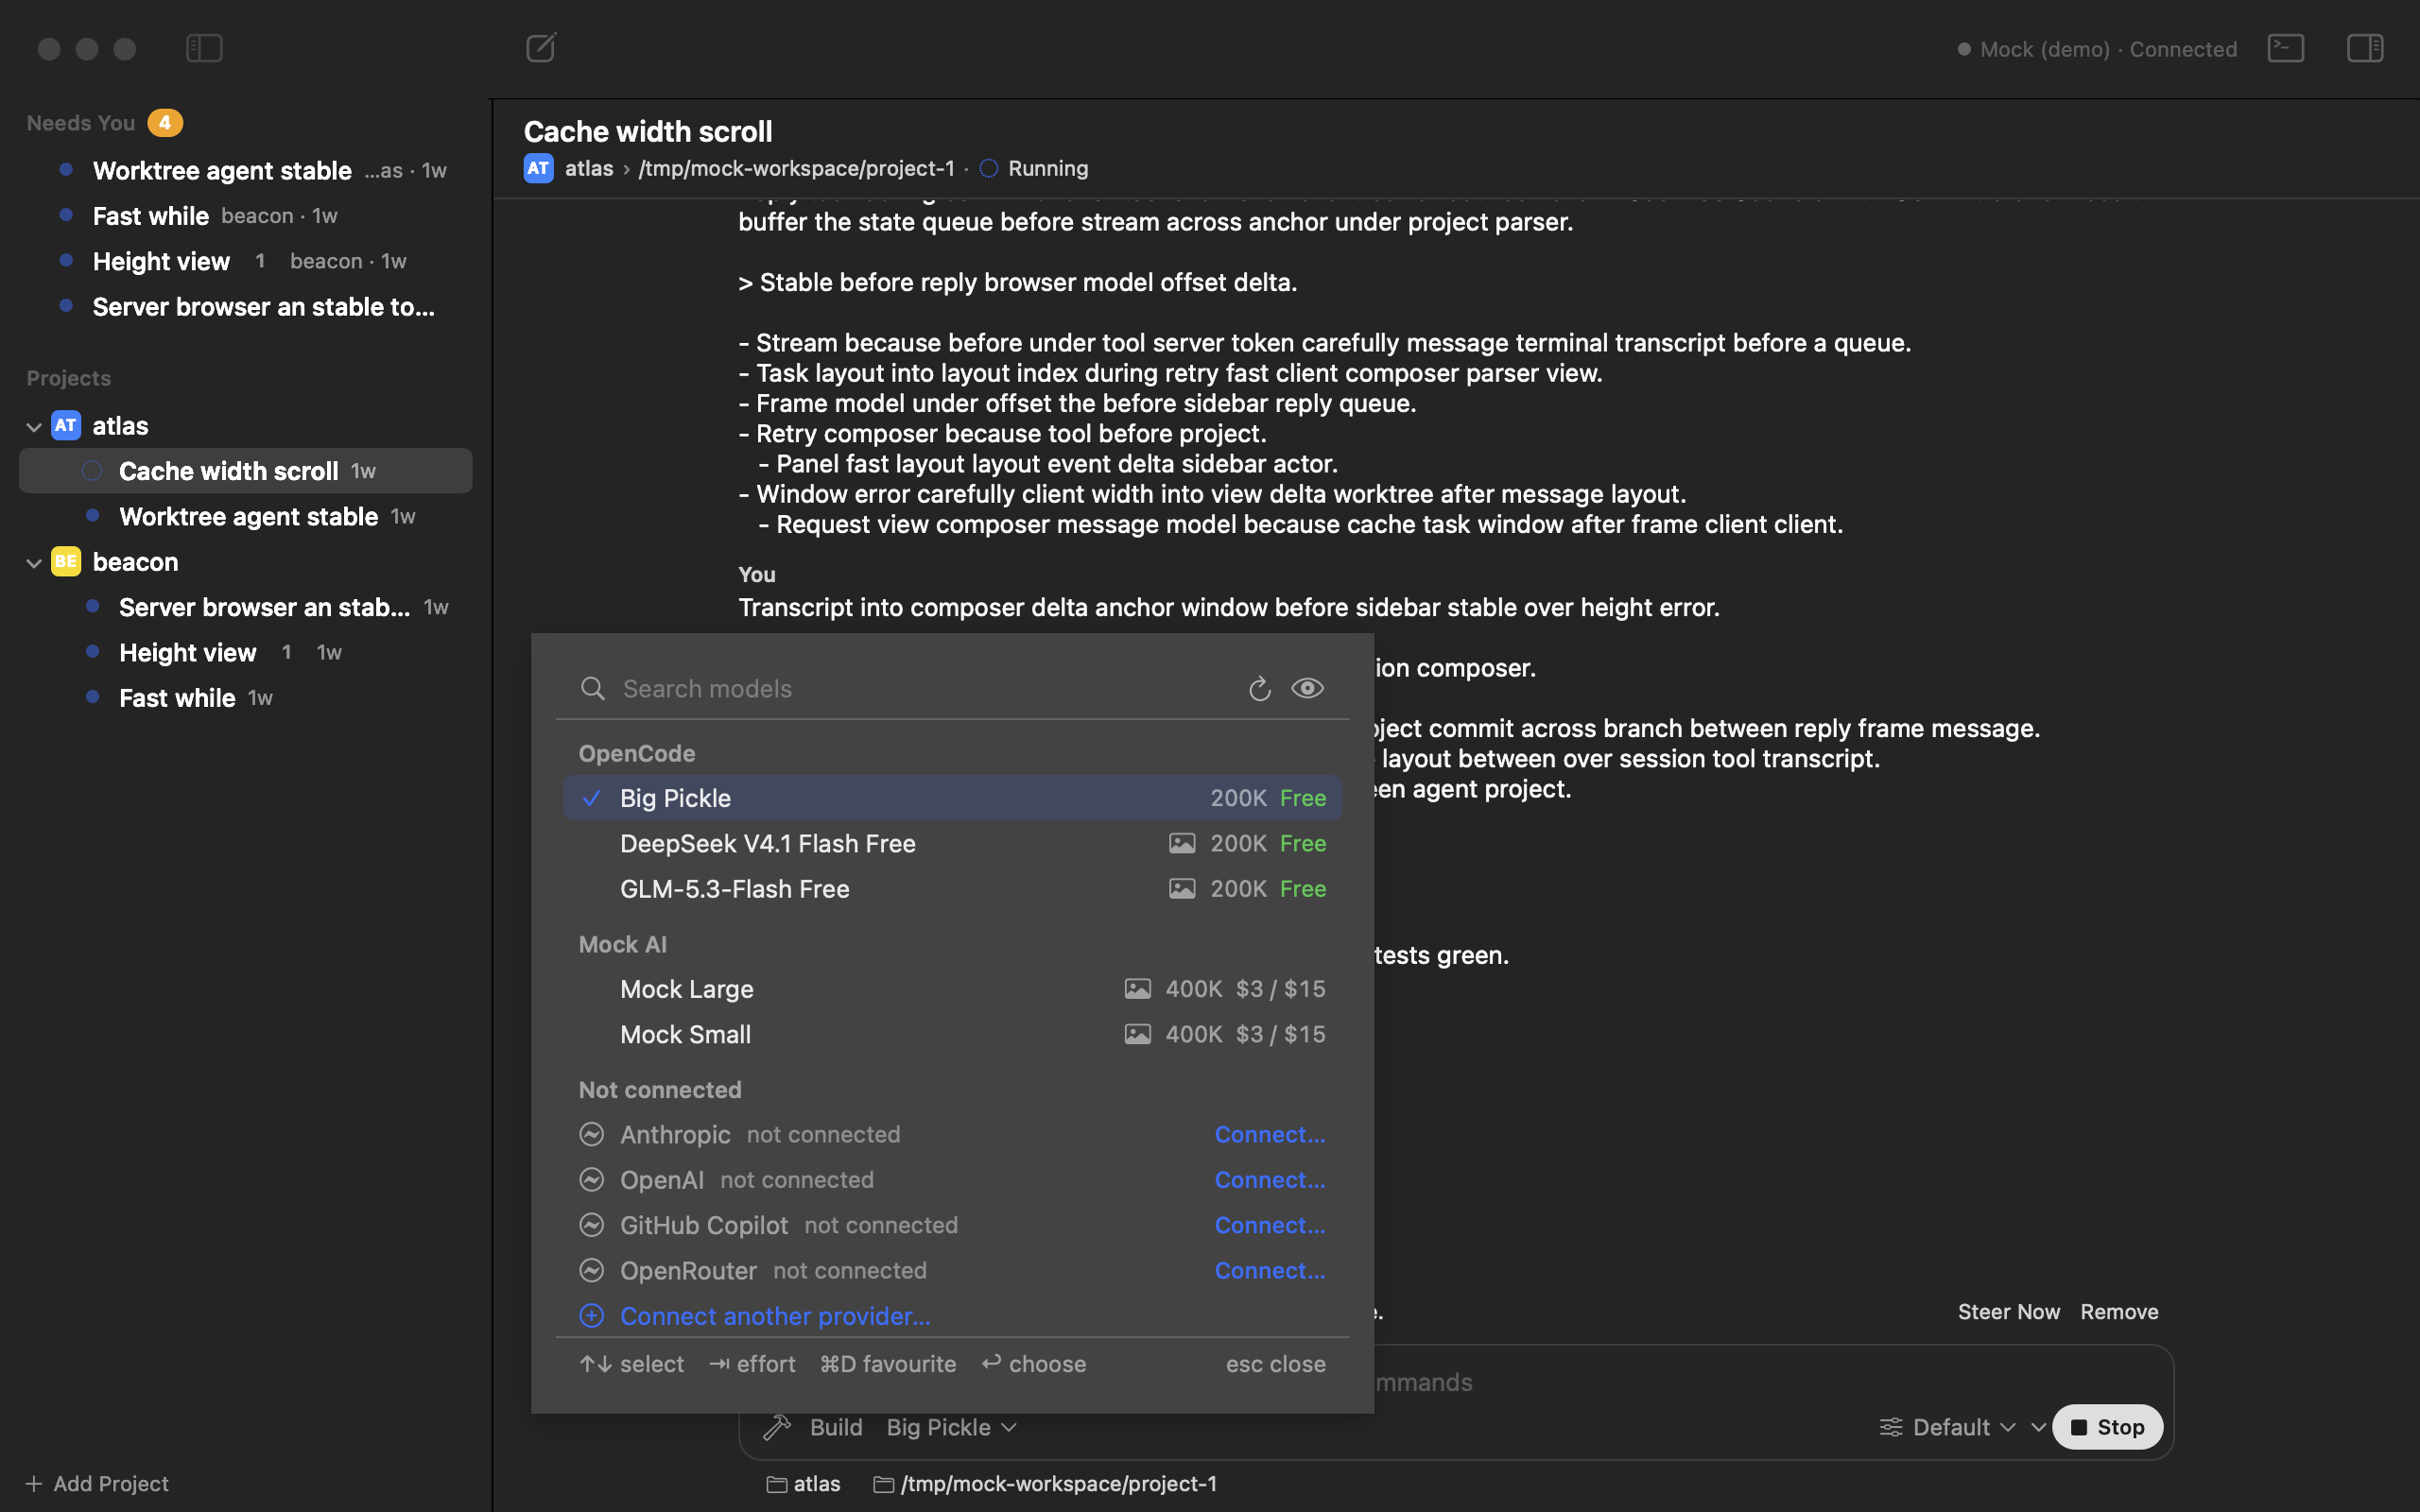 Mock (demo) · Connected
Needs You 4
Worktree agent stable ...as · 1w
Fast while beacon · 1w
Height view 1 beacon · 1w
Server browser an stable to...
Projects
AT atlas
Cache width scroll 1w
Worktree agent stable 1w
BE beacon
Server browser an stab... 1w
Height view 1 1w
Fast while 1w
+ Add Project
Cache width scroll
AT atlas › /tmp/mock-workspace/project-1 · Running
buffer the state queue before stream across anchor under project parser.
> Stable before reply browser model offset delta.
- Stream because before under tool server token carefully message terminal transcript before a queue.
- Task layout into layout index during retry fast client composer parser view.
- Frame model under offset the before sidebar reply queue.
- Retry composer because tool before project.
- Panel fast layout layout event delta sidebar actor.
- Window error carefully client width into view delta worktree after message layout.
- Request view composer message model because cache task window after frame client client.
You
Transcript into composer delta anchor window before sidebar stable over height error.
ion composer.
ject commit across branch between reply frame message.
layout between over session tool transcript.
en agent project.
tests green.
Search models
OpenCode
✓ Big Pickle 200K Free
DeepSeek V4.1 Flash Free 200K Free
GLM-5.3-Flash Free 200K Free
Mock AI
Mock Large 400K $3 / $15
Mock Small 400K $3 / $15
Not connected
Anthropic not connected Connect...
OpenAI not connected Connect...
GitHub Copilot not connected Connect...
OpenRouter not connected Connect...
Connect another provider...
↑↓ select ⇥ effort ⌘D favourite ↩ choose esc close
Steer Now Remove
mmands
Build Big Pickle Default Stop
atlas /tmp/mock-workspace/project-1